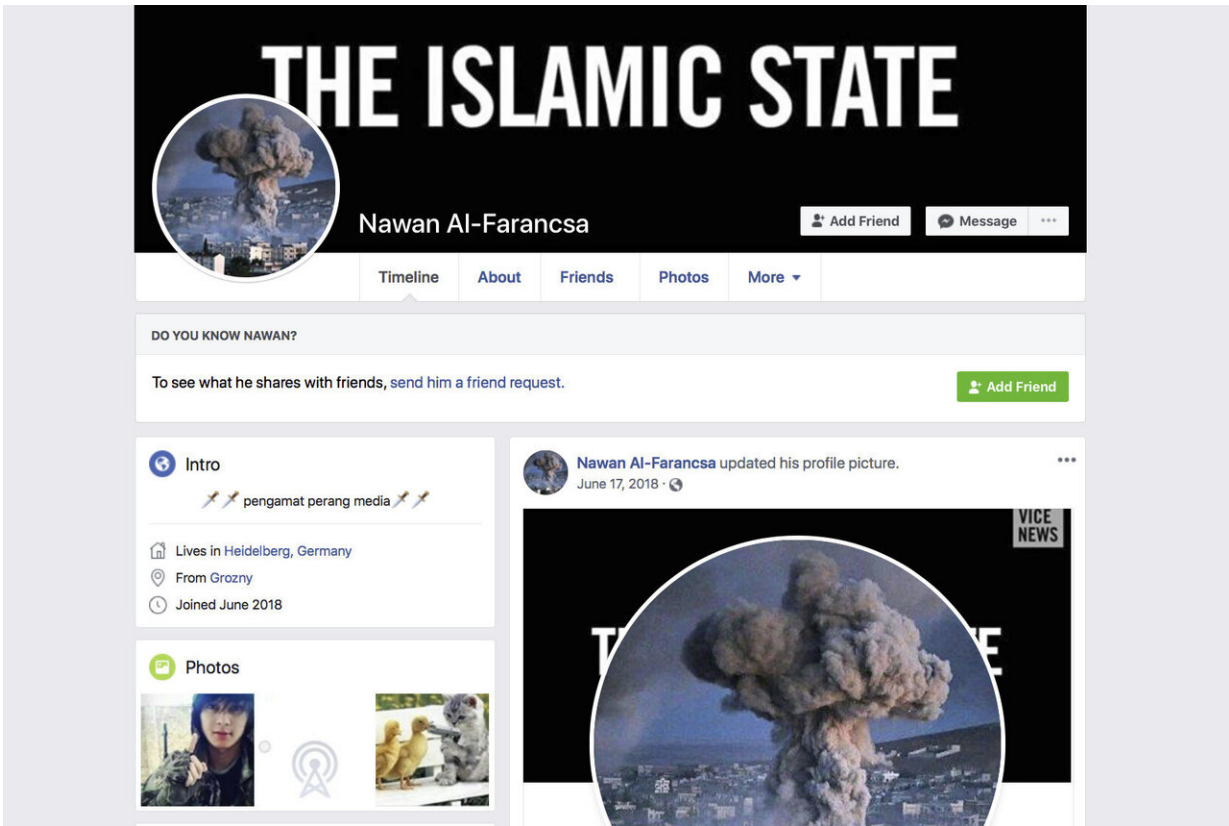 THE ISLAMIC STATE
Nawan Al-Farancsa
Add Friend
Message
Timeline
About
Friends
Photos
More
DO YOU KNOW NAWAN?
To see what he shares with friends, send him a friend request.
Add Friend
Intro
pengamat perang media
Lives in Heidelberg, Germany
From Grozny
Joined June 2018
Photos
Nawan Al-Farancsa updated his profile picture.
June 17, 2018 ·
VICE
NEWS
T E